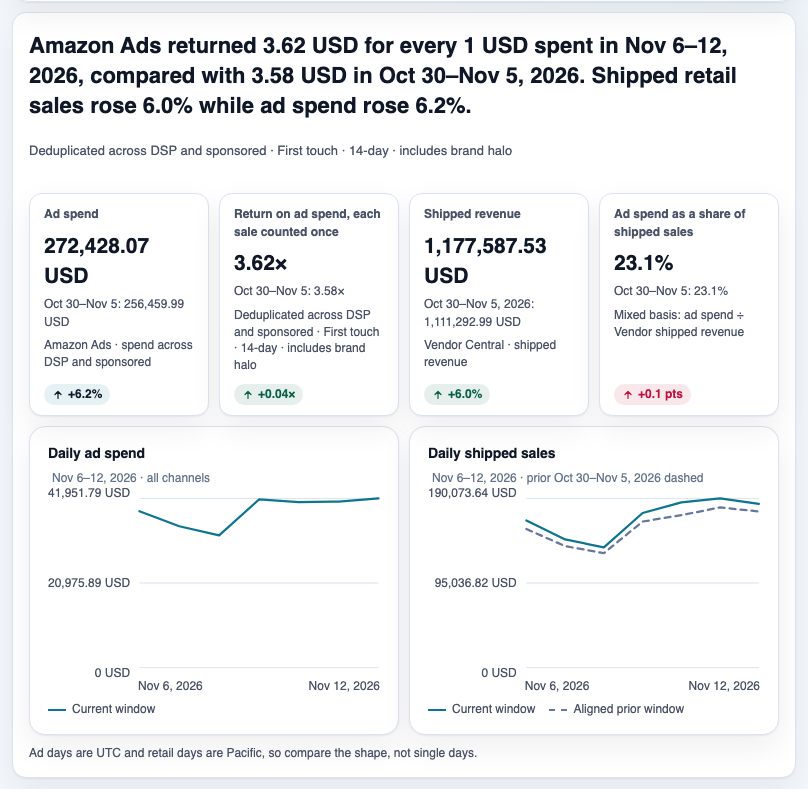 Amazon Ads returned 3.62 USD for every 1 USD spent in Nov 6–12,
2026, compared with 3.58 USD in Oct 30–Nov 5, 2026. Shipped retail
sales rose 6.0% while ad spend rose 6.2%.
Deduplicated across DSP and sponsored · First touch · 14-day · includes brand halo
Ad spend
272,428.07
USD
Oct 30–Nov 5: 256,459.99
USD
Amazon Ads · spend across
DSP and sponsored
↑ +6.2%
Return on ad spend, each
sale counted once
3.62×
Oct 30–Nov 5: 3.58×
Deduplicated across DSP
and sponsored · First touch
· 14-day · includes brand
halo
↑ +0.04×
Shipped revenue
1,177,587.53
USD
Oct 30–Nov 5, 2026:
1,111,292.99 USD
Vendor Central · shipped
revenue
↑ +6.0%
Ad spend as a share of
shipped sales
23.1%
Oct 30–Nov 5: 23.1%
Mixed basis: ad spend ÷
Vendor shipped revenue
↑ +0.1 pts
Daily ad spend
Nov 6–12, 2026 · all channels
41,951.79 USD
20,975.89 USD
0 USD
Nov 6, 2026 Nov 12, 2026
Current window
Daily shipped sales
Nov 6–12, 2026 · prior Oct 30–Nov 5, 2026 dashed
190,073.64 USD
95,036.82 USD
0 USD
Nov 6, 2026 Nov 12, 2026
Current window Aligned prior window
Ad days are UTC and retail days are Pacific, so compare the shape, not single days.